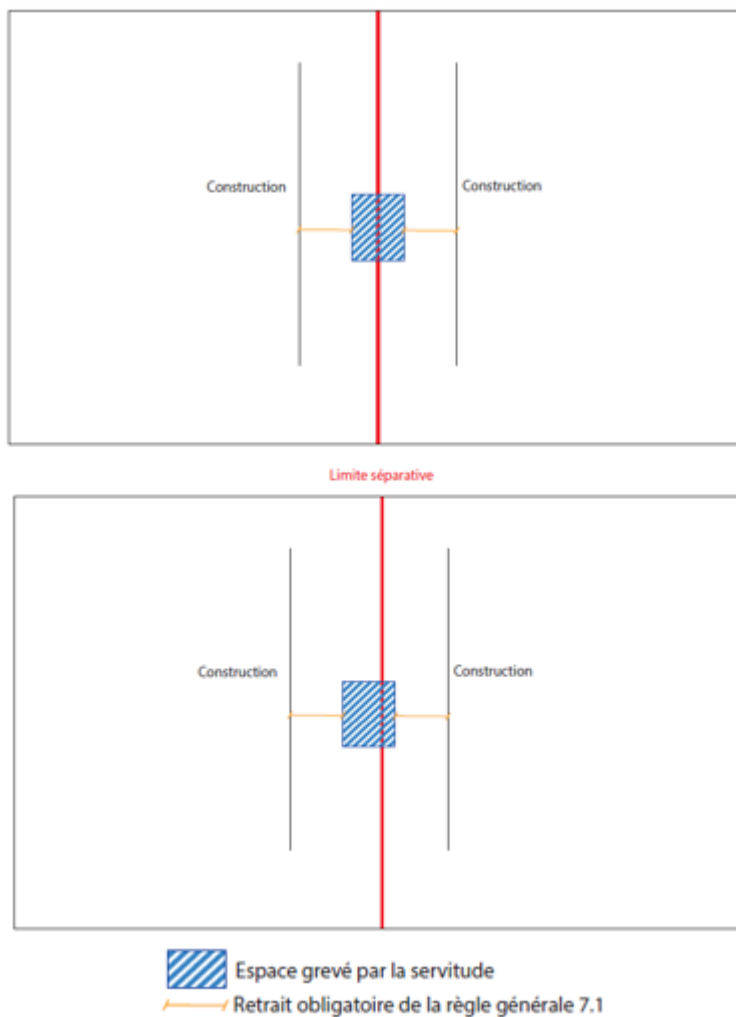 Construction
Construction
Limite séparative
Construction
Construction
Espace grevé par la servitude
Retrait obligatoire de la règle générale 7.1